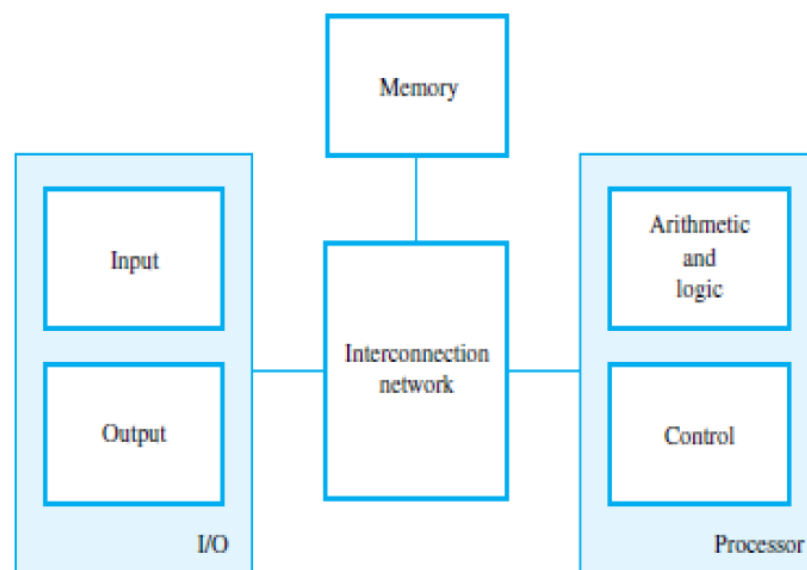 Memory
Input
Output
I/O
Interconnection
network
Arithmetic
and
logic
Control
Processor